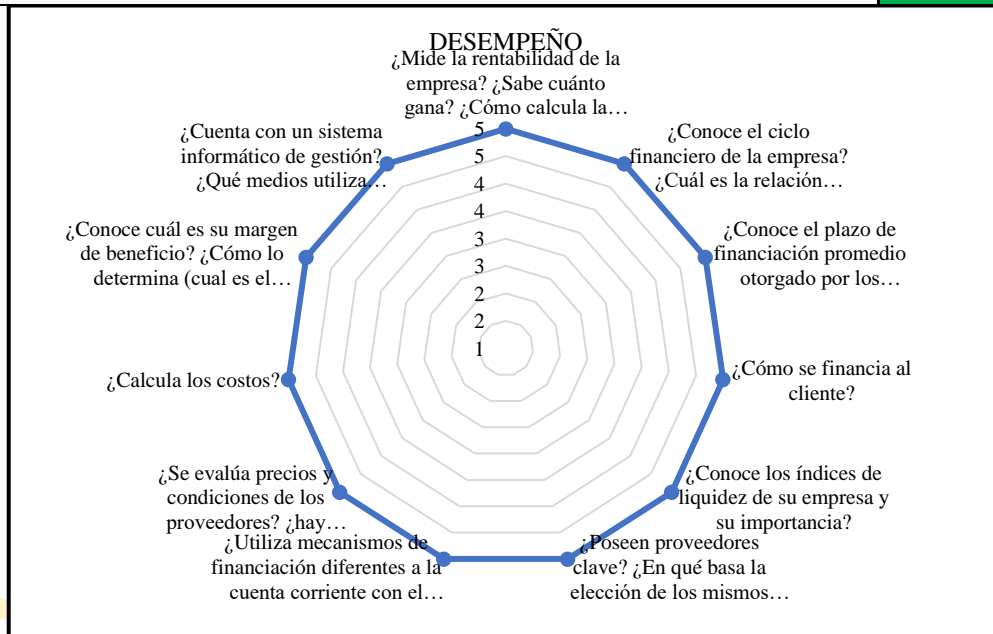 DESEMPEÑO
¿Mide la rentabilidad de la
empresa? ¿Sabe cuánto
gana? ¿Cómo calcula la…
¿Conoce el ciclo
financiero de la empresa?
¿Cuál es la relación…
¿Conoce el plazo de
financiación promedio
otorgado por los…
¿Cómo se financia al
cliente?
¿Conoce los índices de
liquidez de su empresa y
su importancia?
¿Poseen proveedores
clave? ¿En qué basa la
elección de los mismos…
¿Utiliza mecanismos de
financiación diferentes a la
cuenta corriente con el…
¿Se evalúa precios y
condiciones de los
proveedores? ¿hay…
¿Calcula los costos?
¿Conoce cuál es su margen
de beneficio? ¿Cómo lo
determina (cual es el…
¿Cuenta con un sistema
informático de gestión?
¿Qué medios utiliza…
5
5
4
4
3
3
2
2
1